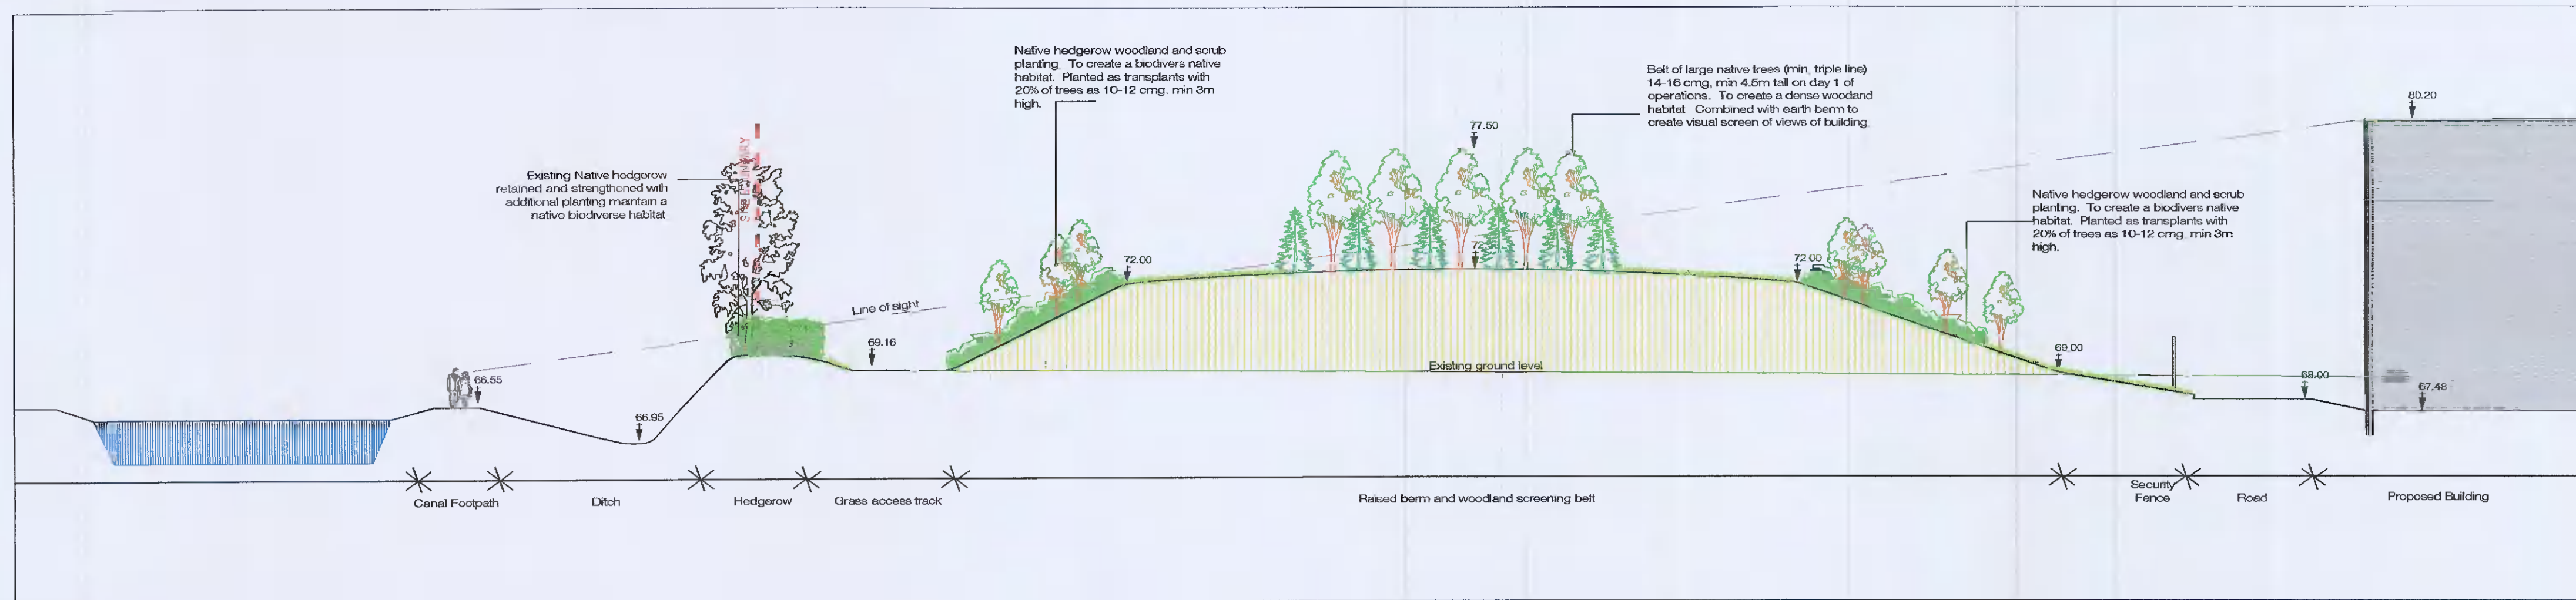 Native hedgerow woodland and scrub
planting. To create a biodivers native
habitat. Planted as transplants with
20% of trees as 10-12 cmg. min 3m
high.
Belt of large native trees (min, triple line)
14-16 cmg, min 4.5m tall on day 1 of
operations. To create a dense woodand
habitat Combined with earth berm to
create visual screen of views of building.
80.20
77.50
SITE BOUNDARY
Existing Native hedgerow
retained and strengthened with
additional planting maintain a
native biodiverse habitat
Native hedgerow woodland and scrub
planting. To create a biodivers native
habitat. Planted as transplants with
20% of trees as 10-12 cmg. min 3m
high.
72.00
72.00
Line of sight
69.16
69.00
Existing ground level
66.55
68.00
67.48
66.95
Canal Footpath
Ditch
Hedgerow
Grass access track
Raised berm and woodland screening belt
Security
Fence
Road
Proposed Building